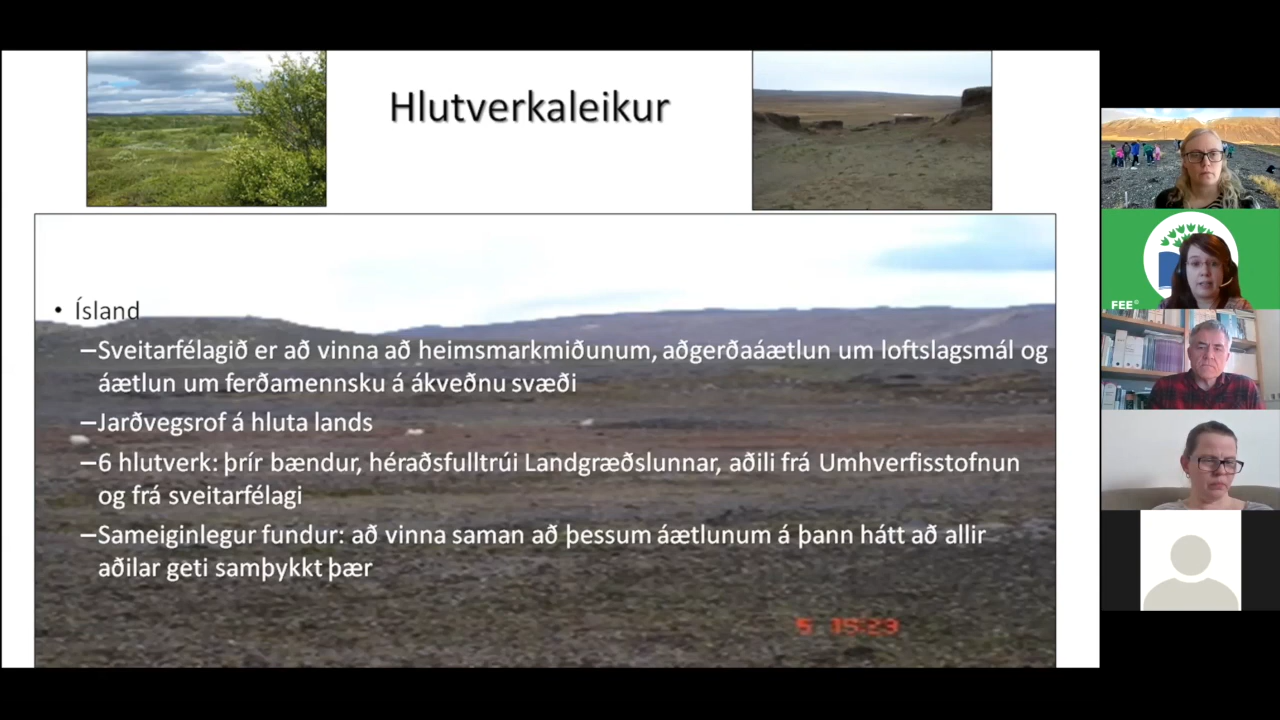 Hlutverkaleikur
• Ísland
–Sveitarfélagið er að vinna að heimsmarkmiðunum, aðgerðaáætlun um loftslagsmál og
áætlun um ferðamennsku á ákveðnu svæði
–Jarðvegsrof á hluta lands
–6 hlutverk: þrír bændur, héraðsfulltrúi Landgræðslunnar, aðili frá Umhverfisstofnun
og frá sveitarfélagi
–Sameiginlegur fundur: að vinna saman að þessum áætlunum á þann hátt að allir
aðilar geti samþykkt þær
5 15:23
FEE®